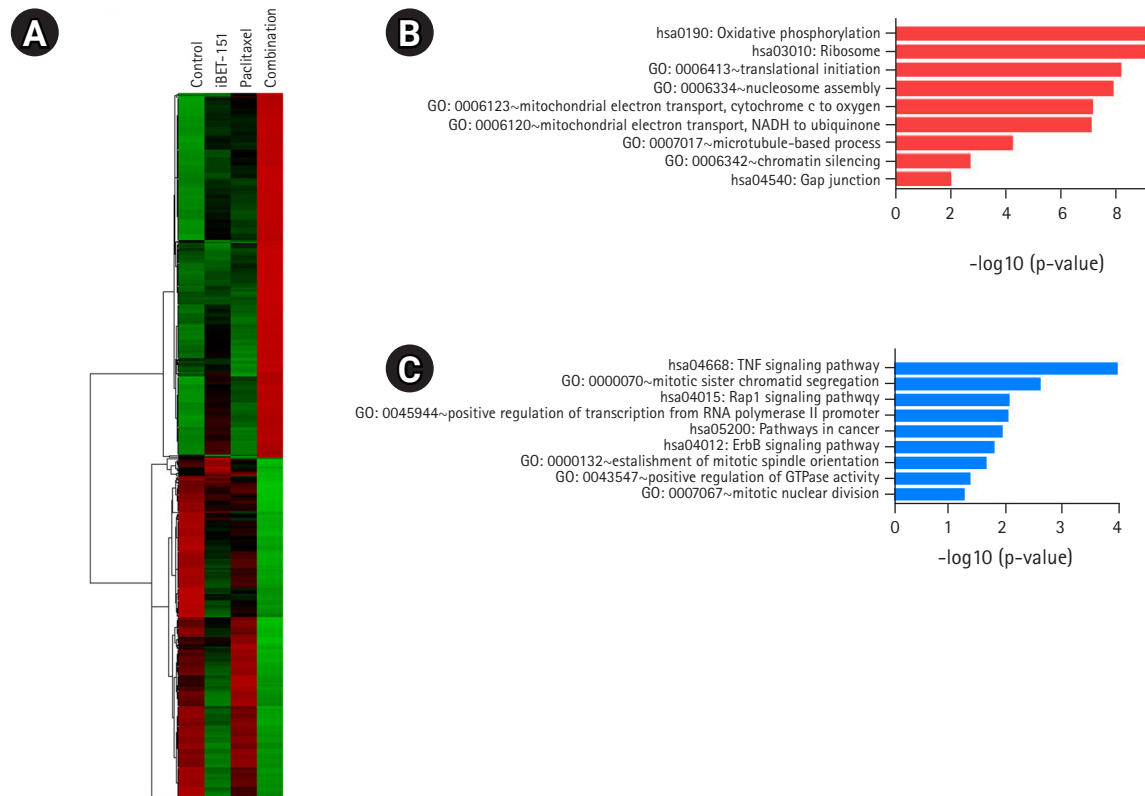 A
Control
iBET-151
Paclitaxel
Combination
B
hsa0190: Oxidative phosphorylation
hsa03010: Ribosome
GO: 0006413~translational initiation
GO: 0006334~nucleosome assembly
GO: 0006123~mitochondrial electron transport, cytochrome c to oxygen
GO: 0006120~mitochondrial electron transport, NADH to ubiquinone
GO: 0007017~microtubule-based process
GO: 0006342~chromatin silencing
hsa04540: Gap junction
0 2 4 6 8
-log10 (p-value)
C
hsa04668: TNF signaling pathway
GO: 0000070~mitotic sister chromatid segregation
hsa04015: Rap1 signaling pathwqy
GO: 0045944~positive regulation of transcription from RNA polymerase II promoter
hsa05200: Pathways in cancer
hsa04012: ErbB signaling pathway
GO: 0000132~estalishment of mitotic spindle orientation
GO: 0043547~positive regulation of GTPase activity
GO: 0007067~mitotic nuclear division
0 1 2 3 4
-log10 (p-value)